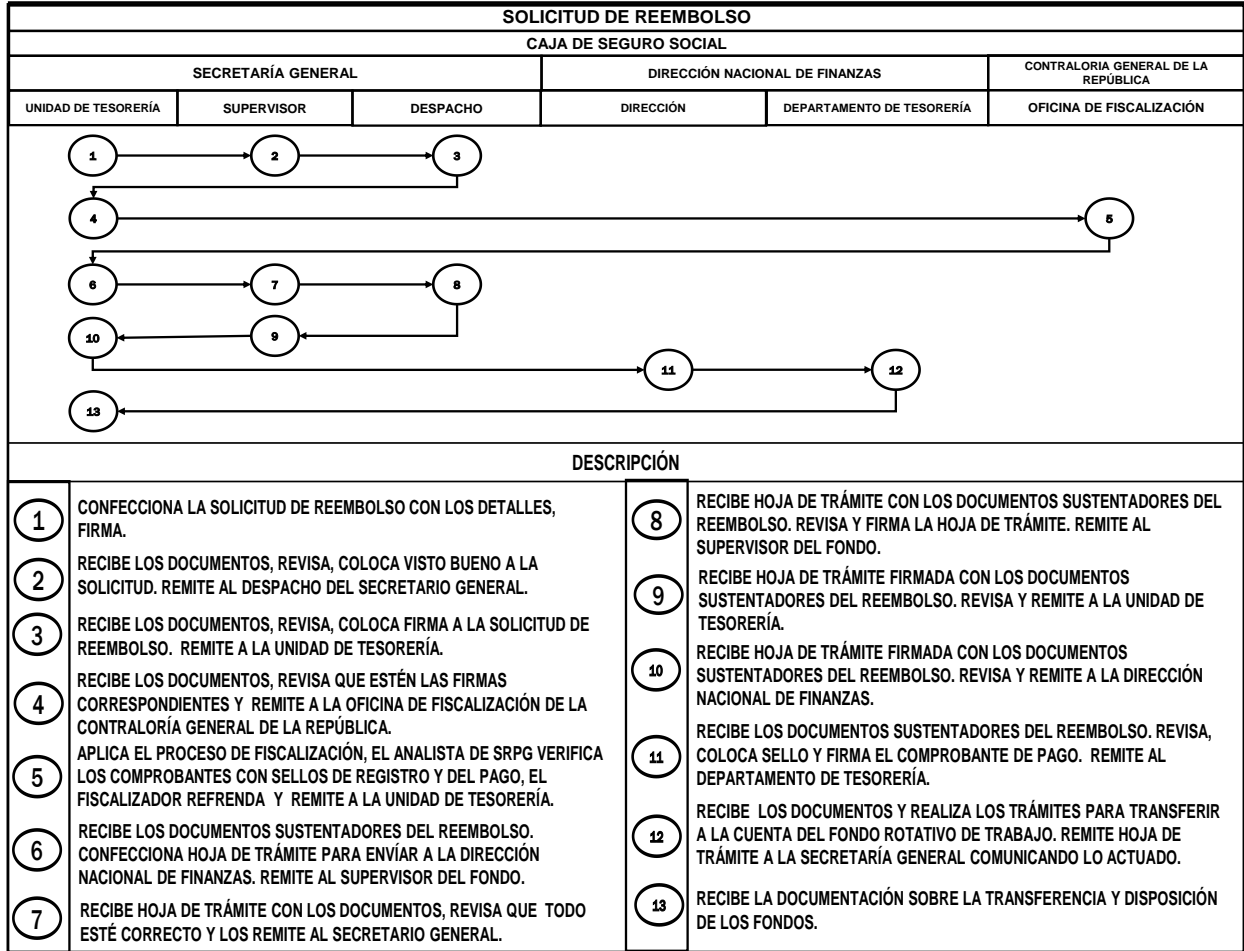 SOLICITUD DE REEMBOLSO
CAJA DE SEGURO SOCIAL
SECRETARÍA GENERAL
DIRECCIÓN NACIONAL DE FINANZAS
CONTRALORIA GENERAL DE LA
REPÚBLICA
UNIDAD DE TESORERÍA
SUPERVISOR
DESPACHO
DIRECCIÓN
DEPARTAMENTO DE TESORERÍA
OFICINA DE FISCALIZACIÓN
1
2
3
4
5
6
7
8
10
9
11
12
13
DESCRIPCIÓN
1
CONFECCIONA LA SOLICITUD DE REEMBOLSO CON LOS DETALLES,
FIRMA.
2
RECIBE LOS DOCUMENTOS, REVISA, COLOCA VISTO BUENO A LA
SOLICITUD. REMITE AL DESPACHO DEL SECRETARIO GENERAL.
3
RECIBE LOS DOCUMENTOS, REVISA, COLOCA FIRMA A LA SOLICITUD DE
REEMBOLSO. REMITE A LA UNIDAD DE TESORERÍA.
4
RECIBE LOS DOCUMENTOS, REVISA QUE ESTÉN LAS FIRMAS
CORRESPONDIENTES Y REMITE A LA OFICINA DE FISCALIZACIÓN DE LA
CONTRALORÍA GENERAL DE LA REPÚBLICA.
5
APLICA EL PROCESO DE FISCALIZACIÓN, EL ANALISTA DE SRPG VERIFICA
LOS COMPROBANTES CON SELLOS DE REGISTRO Y DEL PAGO, EL
FISCALIZADOR REFRENDA Y REMITE A LA UNIDAD DE TESORERÍA.
6
RECIBE LOS DOCUMENTOS SUSTENTADORES DEL REEMBOLSO.
CONFECCIONA HOJA DE TRÁMITE PARA ENVÍAR A LA DIRECCIÓN
NACIONAL DE FINANZAS. REMITE AL SUPERVISOR DEL FONDO.
7
RECIBE HOJA DE TRÁMITE CON LOS DOCUMENTOS, REVISA QUE TODO
ESTÉ CORRECTO Y LOS REMITE AL SECRETARIO GENERAL.
8
RECIBE HOJA DE TRÁMITE CON LOS DOCUMENTOS SUSTENTADORES DEL
REEMBOLSO. REVISA Y FIRMA LA HOJA DE TRÁMITE. REMITE AL
SUPERVISOR DEL FONDO.
9
RECIBE HOJA DE TRÁMITE FIRMADA CON LOS DOCUMENTOS
SUSTENTADORES DEL REEMBOLSO. REVISA Y REMITE A LA UNIDAD DE
TESORERÍA.
10
RECIBE HOJA DE TRÁMITE FIRMADA CON LOS DOCUMENTOS
SUSTENTADORES DEL REEMBOLSO. REVISA Y REMITE A LA DIRECCIÓN
NACIONAL DE FINANZAS.
11
RECIBE LOS DOCUMENTOS SUSTENTADORES DEL REEMBOLSO. REVISA,
COLOCA SELLO Y FIRMA EL COMPROBANTE DE PAGO. REMITE AL
DEPARTAMENTO DE TESORERÍA.
12
RECIBE LOS DOCUMENTOS Y REALIZA LOS TRÁMITES PARA TRANSFERIR
A LA CUENTA DEL FONDO ROTATIVO DE TRABAJO. REMITE HOJA DE
TRÁMITE A LA SECRETARÍA GENERAL COMUNICANDO LO ACTUADO.
13
RECIBE LA DOCUMENTACIÓN SOBRE LA TRANSFERENCIA Y DISPOSICIÓN
DE LOS FONDOS.